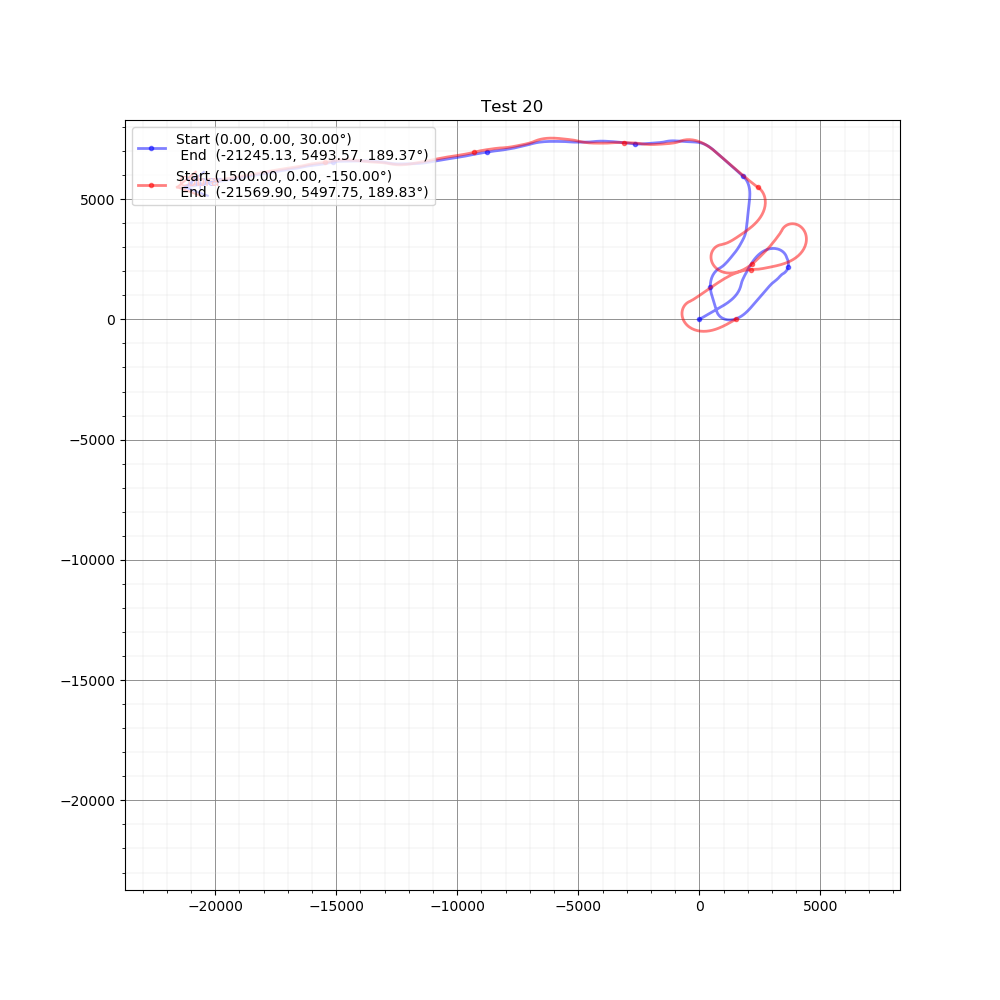 Test 20
Start (0.00, 0.00, 30.00°)
End (-21245.13, 5493.57, 189.37°)
Start (1500.00, 0.00, -150.00°)
End (-21569.90, 5497.75, 189.83°)
5000
0
−5000
−10000
−15000
−20000
−20000 −15000 −10000 −5000 0 5000